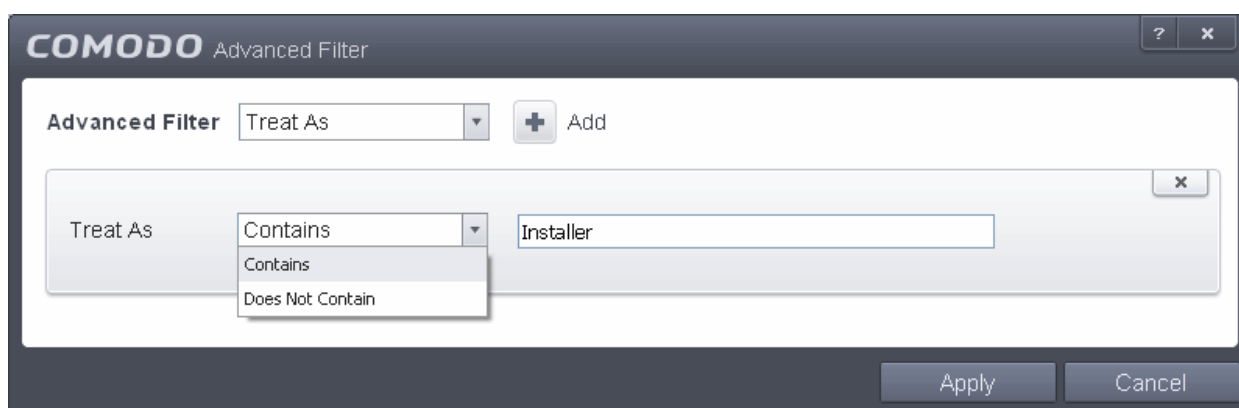 COMODO Advanced Filter ? x
Advanced Filter Treat As + Add
x
Treat As Contains Installer
Contains
Does Not Contain
Apply Cancel